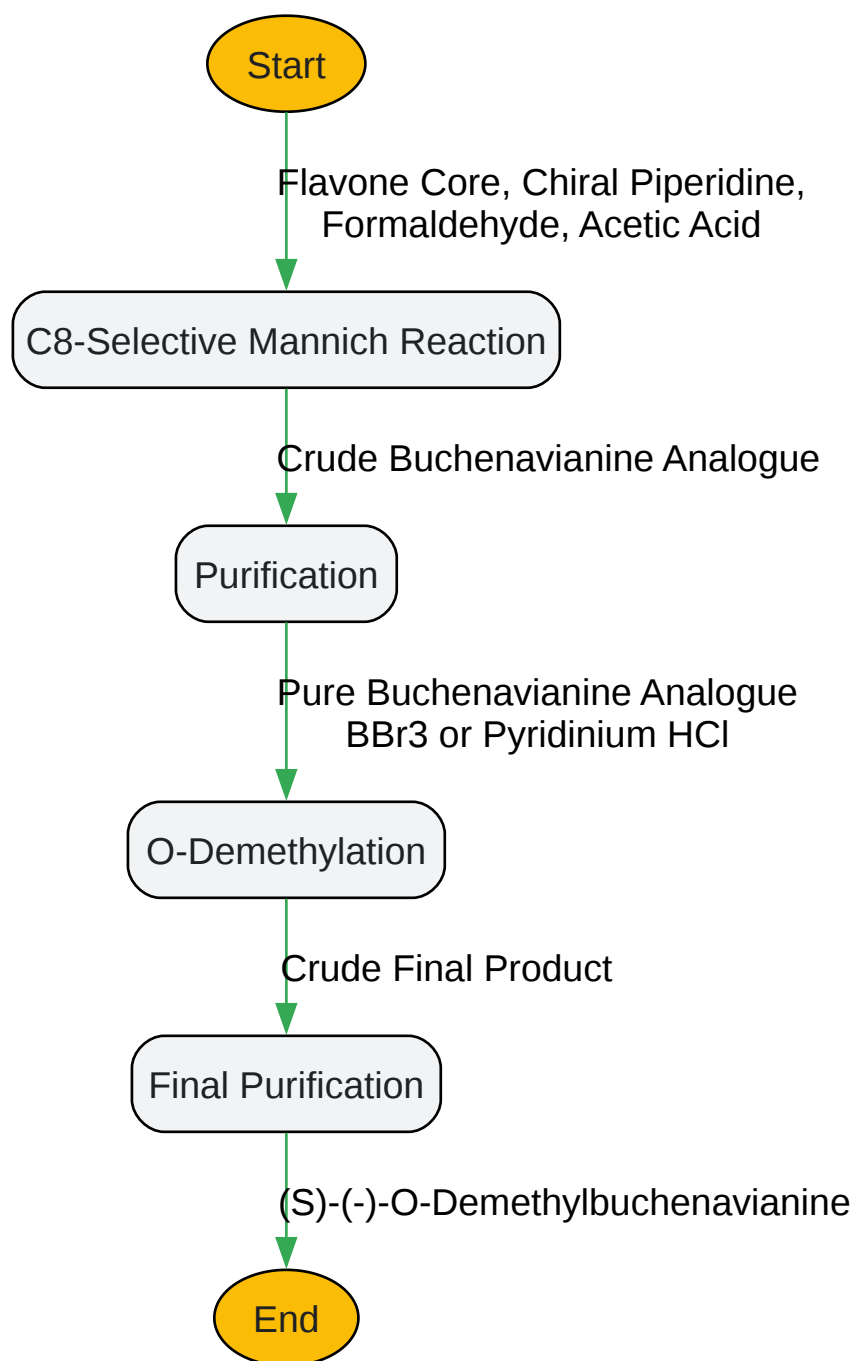 Start
Flavone Core, Chiral Piperidine,
Formaldehyde, Acetic Acid
C8-Selective Mannich Reaction
Crude Buchenavianine Analogue
Purification
Pure Buchenavianine Analogue
BBr3 or Pyridinium HCl
O-Demethylation
Crude Final Product
Final Purification
(S)-(-)-O-Demethylbuchenavianine
End